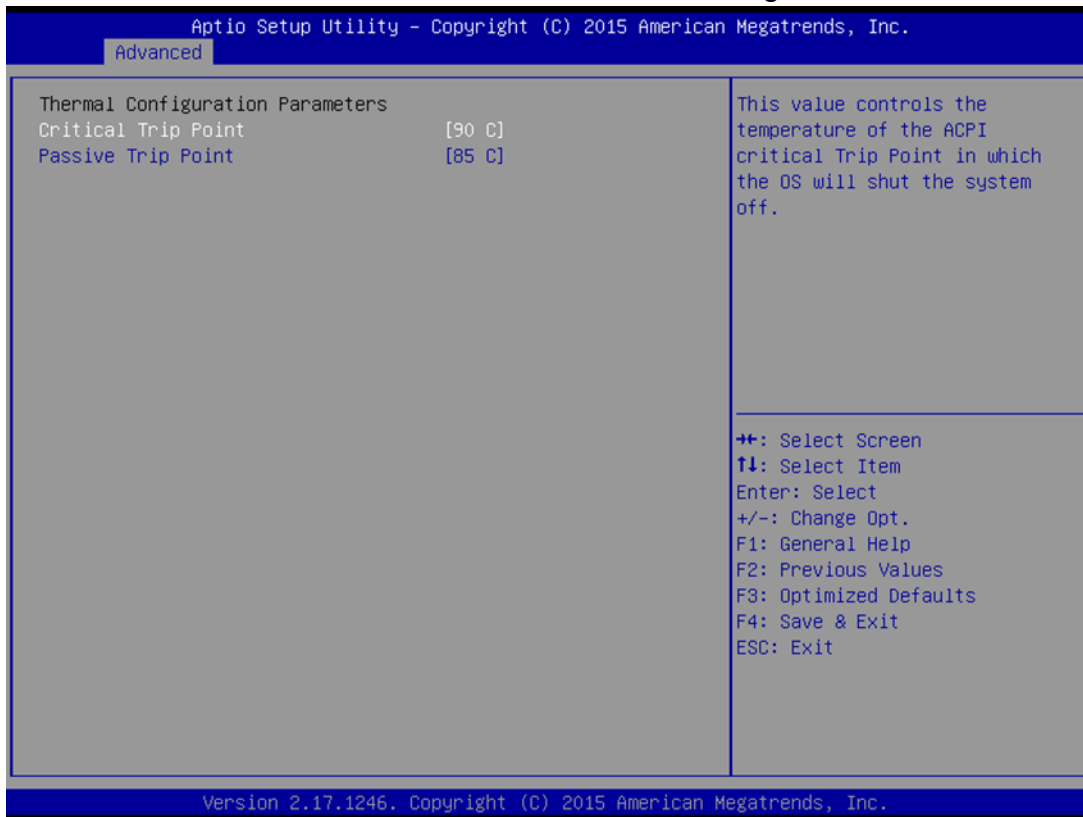 Aptio Setup Utility – Copyright (C) 2015 American Megatrends, Inc.
Advanced
Thermal Configuration Parameters
Critical Trip Point [90 C]
Passive Trip Point [85 C]
This value controls the
temperature of the ACPI
critical Trip Point in which
the OS will shut the system
off.
→←: Select Screen
↑↓: Select Item
Enter: Select
+/-: Change Opt.
F1: General Help
F2: Previous Values
F3: Optimized Defaults
F4: Save & Exit
ESC: Exit
Version 2.17.1246. Copyright (C) 2015 American Megatrends, Inc.